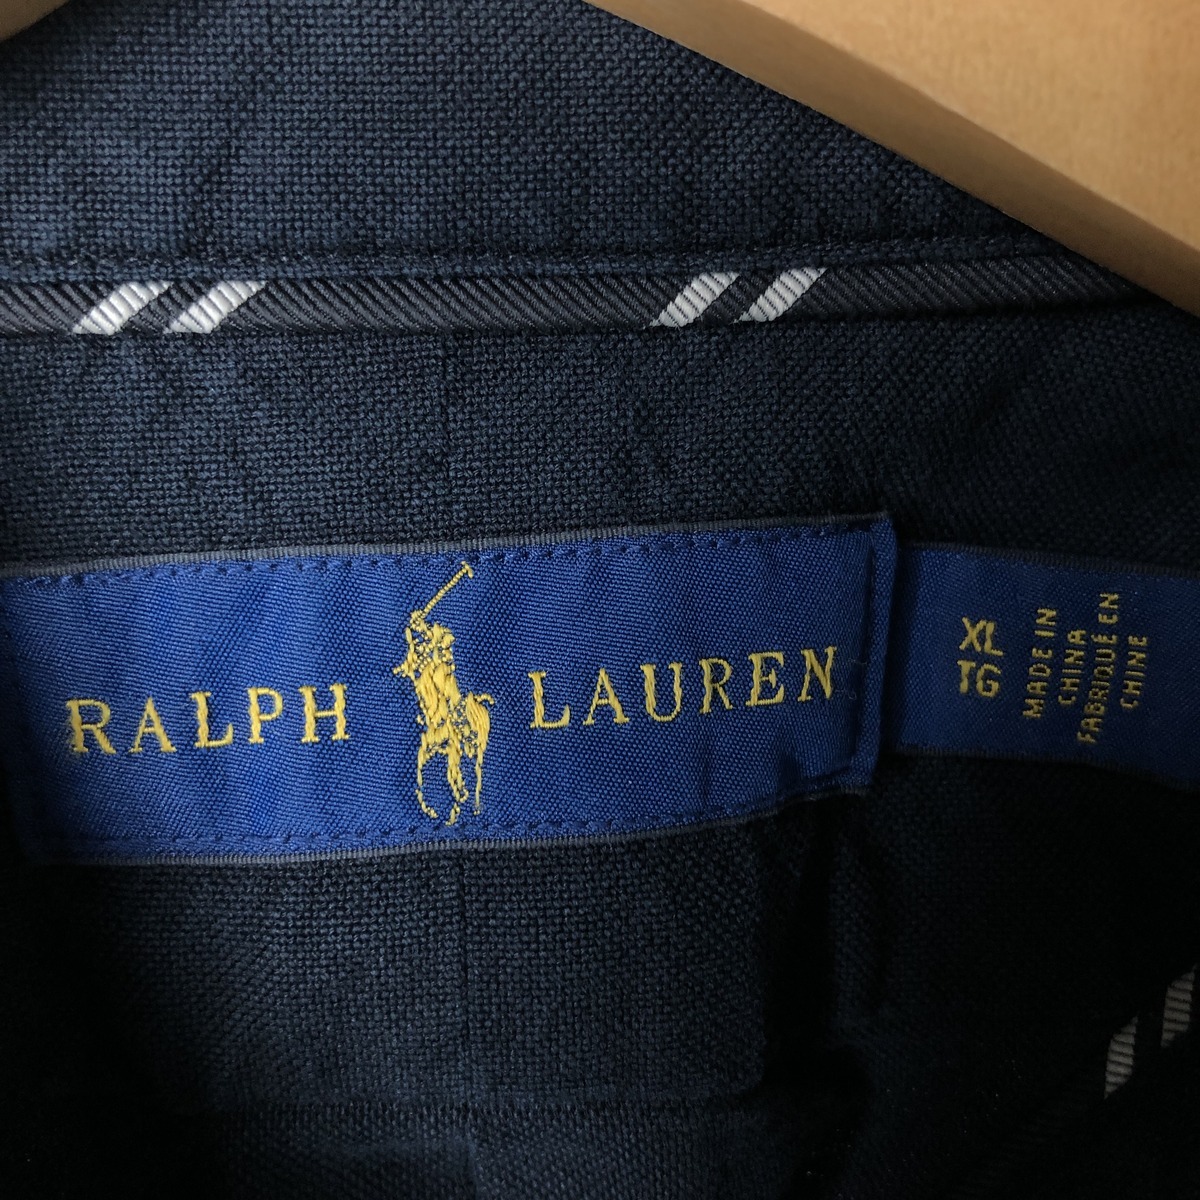 RALPH LAUREN
XL
TG
MADE IN
CHINA
FABRIQUÉ EN
CHINE